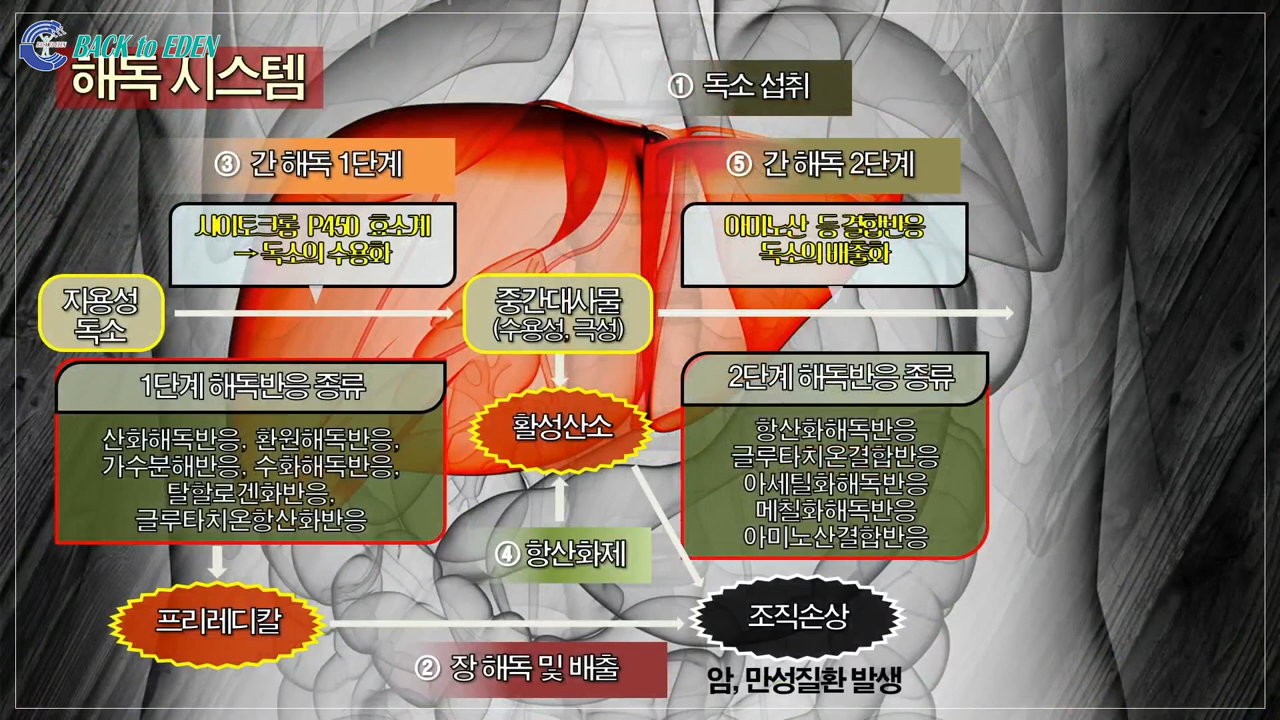 BACK to EDEN
해독 시스템
① 독소 섭취
③ 간 해독 1단계
⑤ 간 해독 2단계
사이토크롬 P450 효소계
→ 독소의 수용화
아미노산 등 결합반응
독소의 배출화
지용성
독소
중간대사물
(수용성, 극성)
1단계 해독반응 종류
산화해독반응, 환원해독반응,
가수분해반응, 수화해독반응,
탈할로겐화반응,
글루타치온항산화반응
활성산소
2단계 해독반응 종류
항산화해독반응
글루타치온결합반응
아세틸화해독반응
메칠화해독반응
아미노산결합반응
④ 항산화제
프리레디칼
조직손상
② 장 해독 및 배출
암, 만성질환 발생